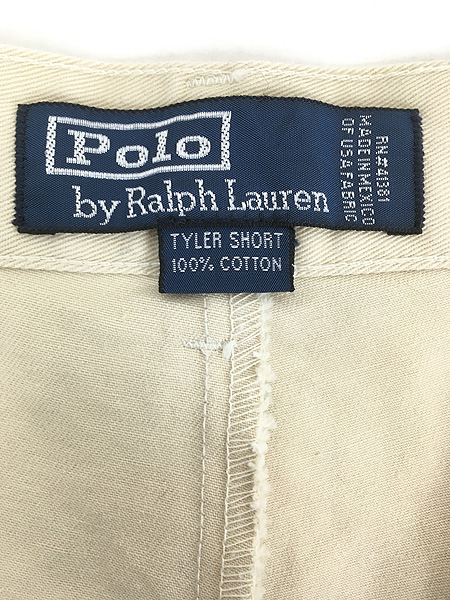 Polo
by Ralph Lauren
RN#41381
MADE IN MEXICO
OF USA FABRIC
TYLER SHORT
100% COTTON